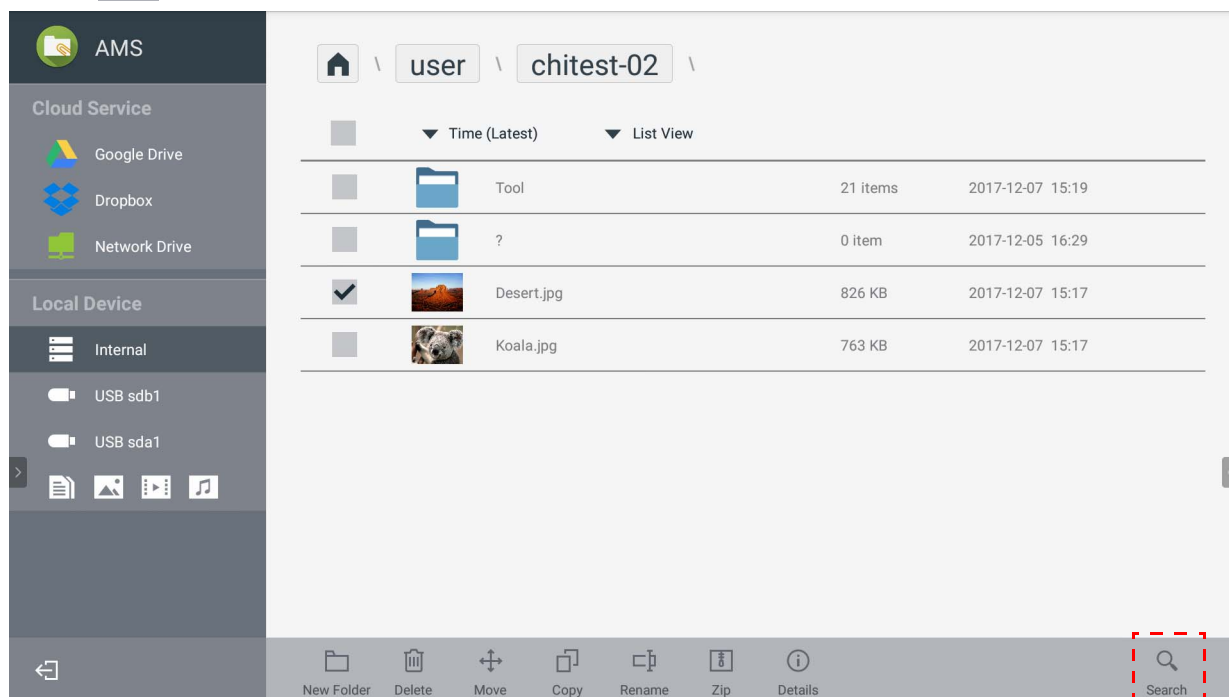 AMS
Cloud Service
Google Drive
Dropbox
Network Drive
Local Device
Internal
USB sdb1
USB sda1
\ user \ chitest-02 \
Time (Latest) List View
Tool 21 items 2017-12-07 15:19
? 0 item 2017-12-05 16:29
Desert.jpg 826 KB 2017-12-07 15:17
Koala.jpg 763 KB 2017-12-07 15:17
New Folder Delete Move Copy Rename Zip Details Search